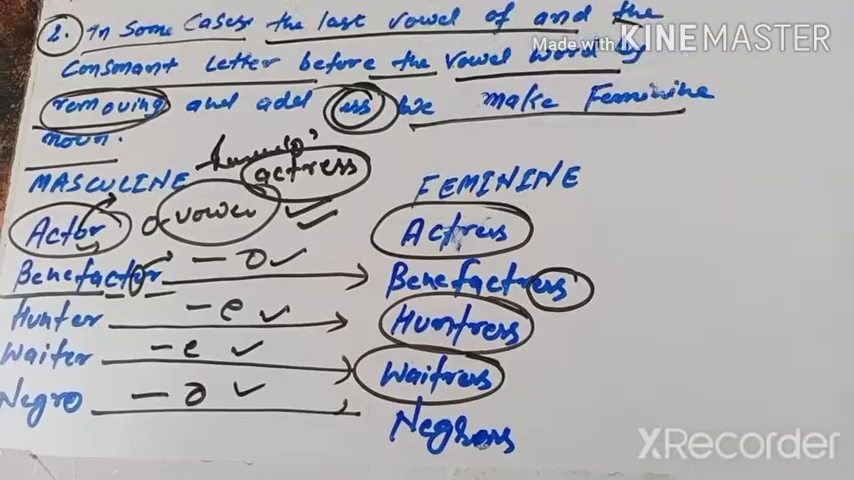 2. In some cases the last vowel of and the
Made with KINEMASTER
Consonant Letter before the vowel word by
removing and add ess we make Feminine
noun.
actress
MASCULINE FEMININE
Actor o vowel Actress
Benefactor - o Benefactress
Hunter - e Huntress
Waiter - e Waitress
Negro - o Negress
XRecorder